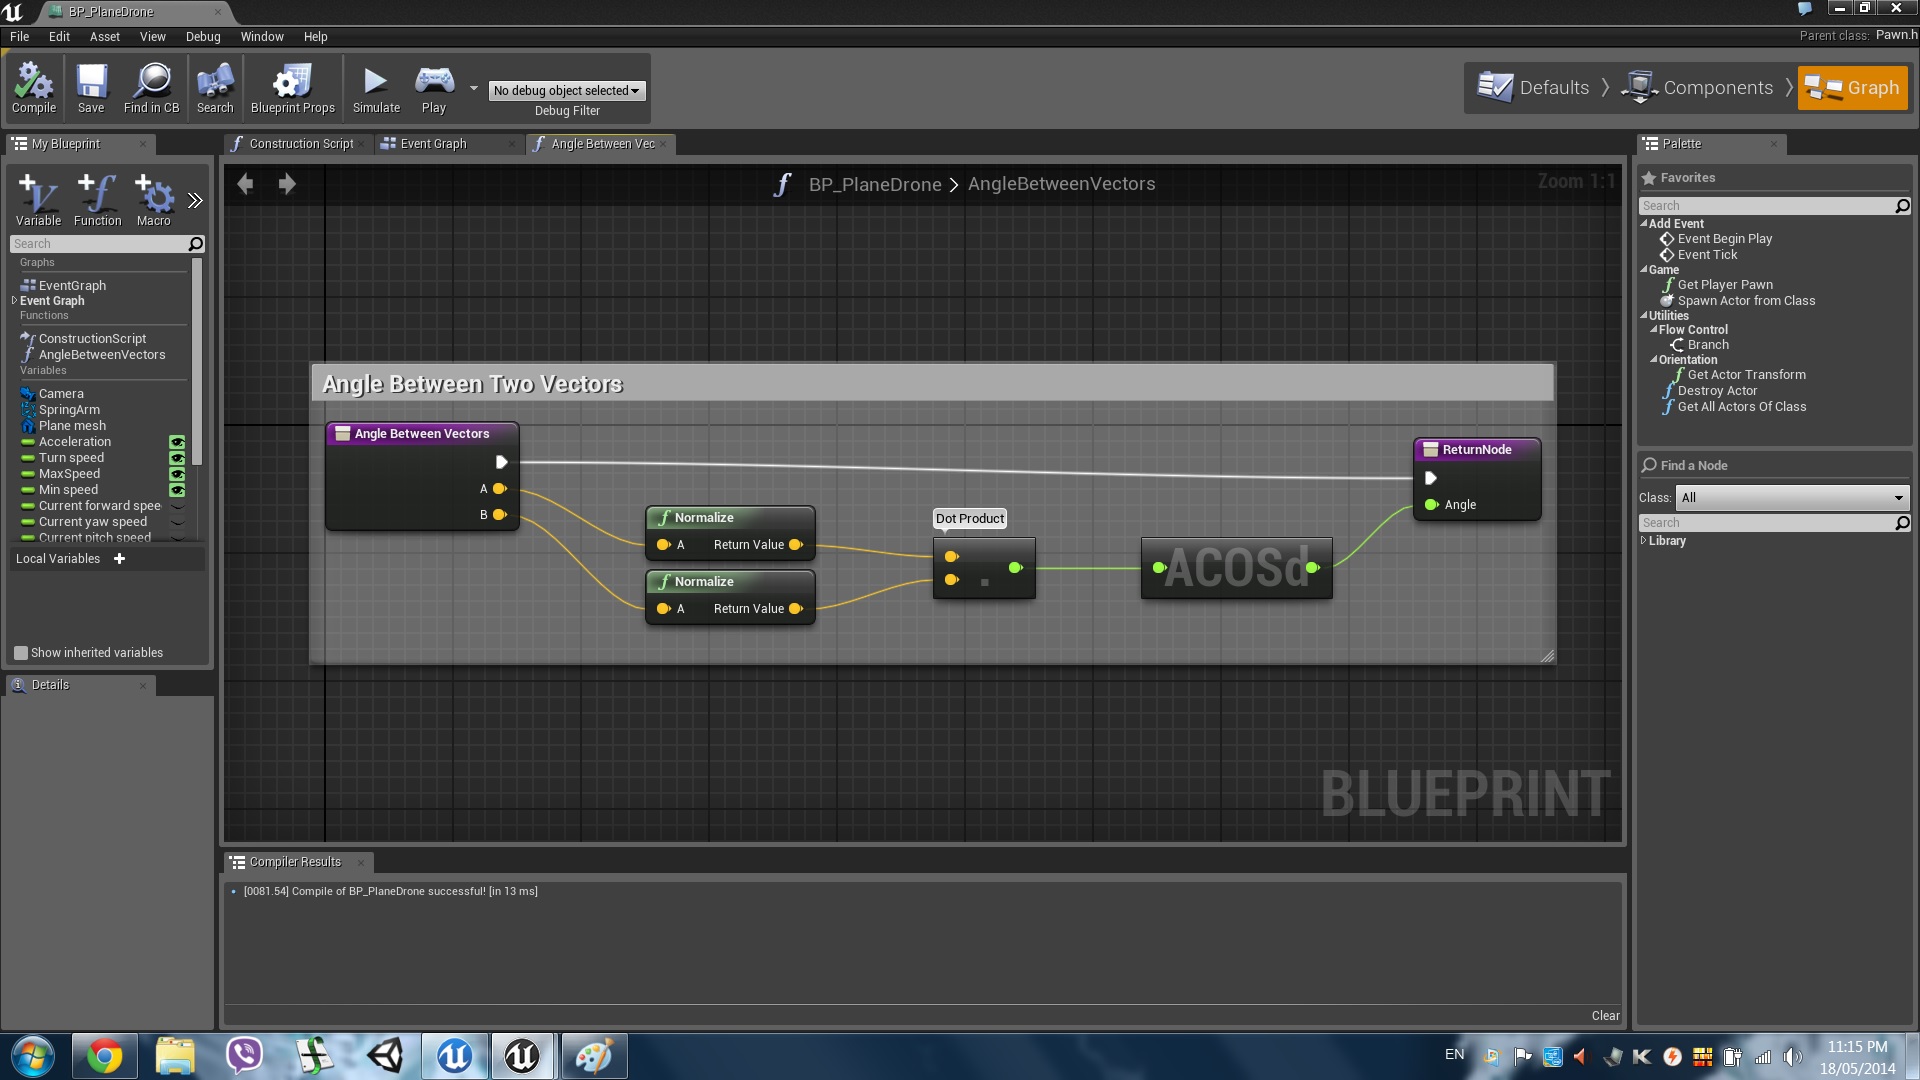 BP_PlaneDrone
File Edit Asset View Debug Window Help
Parent class: Pawn.h
Compile
Save
Find in CB
Search
Blueprint Props
Simulate
Play
No debug object selected
Debug Filter
Defaults
Components
Graph
My Blueprint
Variable
Function
Macro
Search
Graphs
EventGraph
Event Graph
Functions
ConstructionScript
AngleBetweenVectors
Variables
Camera
SpringArm
Plane mesh
Acceleration
Turn speed
MaxSpeed
Min speed
Current forward spee
Current yaw speed
Current pitch speed
Local Variables
Show inherited variables
Details
Construction Script
Event Graph
Angle Between Vec
BP_PlaneDrone > AngleBetweenVectors
Zoom 1:1
Angle Between Two Vectors
Angle Between Vectors
A
B
Normalize
A Return Value
Normalize
A Return Value
Dot Product
.
ACOSd
ReturnNode
Angle
BLUEPRINT
Compiler Results
[0081.54] Compile of BP_PlaneDrone successful! [in 13 ms]
Clear
Palette
Favorites
Search
Add Event
Event Begin Play
Event Tick
Game
Get Player Pawn
Spawn Actor from Class
Utilities
Flow Control
Branch
Orientation
Get Actor Transform
Destroy Actor
Get All Actors Of Class
Find a Node
Class: All
Search
Library
EN
11:15 PM
18/05/2014